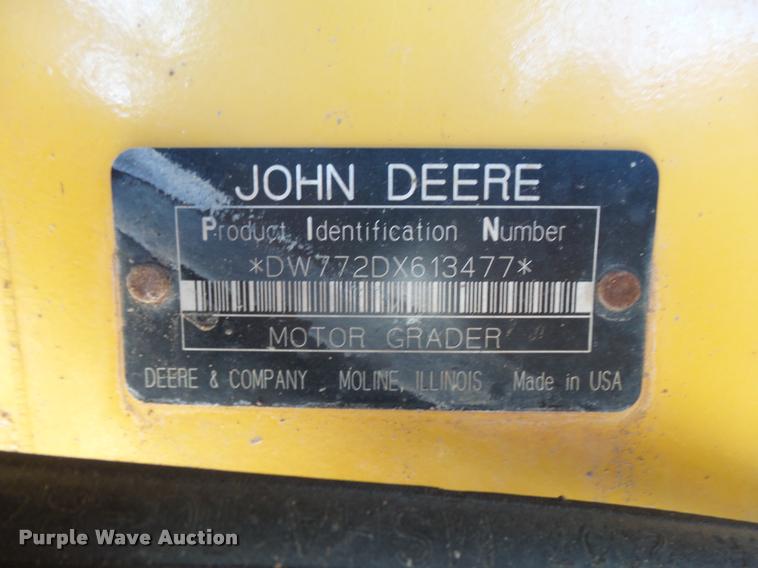 JOHN DEERE
Product Identification Number
*DW772DX613477*
MOTOR GRADER
DEERE & COMPANY MOLINE, ILLINOIS Made in USA
Purple Wave Auction